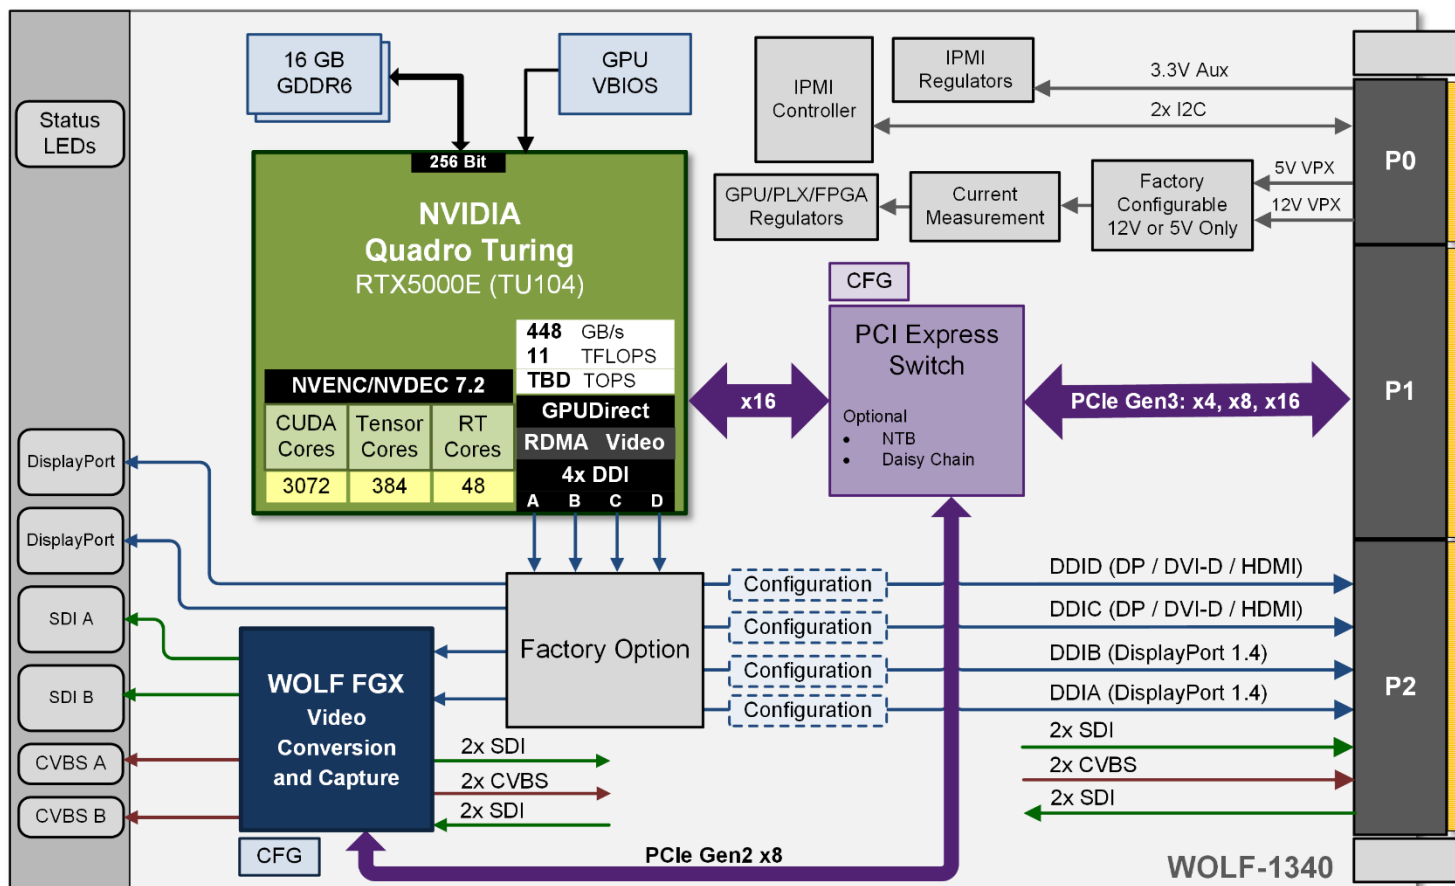 16 GB
GDDR6
GPU
VBIOS
IPMI
Controller
IPMI
Regulators
3.3V Aux
2x I2C
Status
LEDs
256 Bit
P0
5V VPX
12V VPX
Factory
Configurable
12V or 5V Only
Current
Measurement
GPU/PLX/FPGA
Regulators
NVIDIA
Quadro Turing
RTX5000E (TU104)
CFG
PCI Express
Switch
Optional
• NTB
• Daisy Chain
448 GB/s
11 TFLOPS
TBD TOPS
NVENC/NVDEC 7.2
CUDA
Cores
Tensor
Cores
RT
Cores
3072
384
48
GPUDirect
RDMA Video
4x DDI
A B C D
x16
PCIe Gen3: x4, x8, x16
P1
DisplayPort
DisplayPort
SDI A
SDI B
CVBS A
CVBS B
Factory Option
Configuration
Configuration
Configuration
Configuration
DDID (DP / DVI-D / HDMI)
DDIC (DP / DVI-D / HDMI)
DDIB (DisplayPort 1.4)
DDIA (DisplayPort 1.4)
P2
WOLF FGX
Video
Conversion
and Capture
2x SDI
2x CVBS
2x SDI
2x SDI
2x CVBS
2x SDI
CFG
PCIe Gen2 x8
WOLF-1340